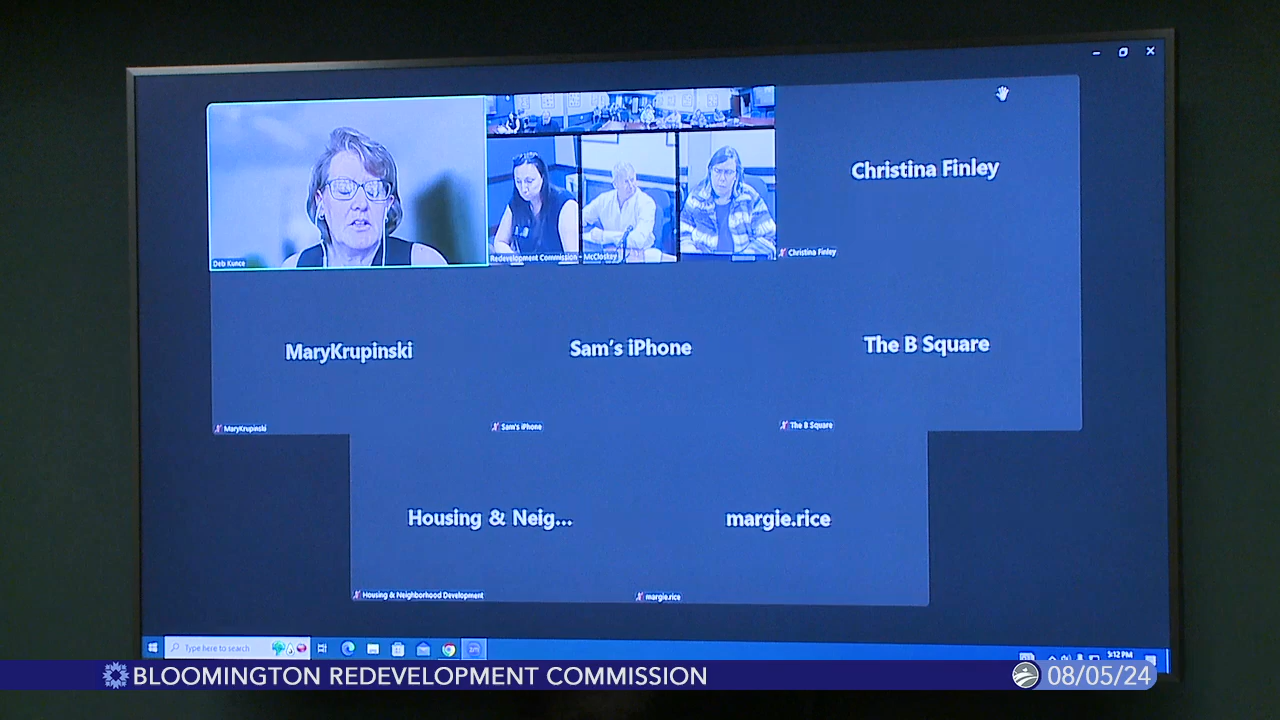 Christina Finley
Deb Kunce
Redevelopment Commission
McCloskey
Christina Finley
MaryKrupinski
Sam's iPhone
The B Square
MaryKrupinski
Sam's iPhone
The B Square
Housing & Neig...
margie.rice
Housing & Neighborhood Development
margie.rice
Type here to search
5:12 PM
BLOOMINGTON REDEVELOPMENT COMMISSION
08/05/24